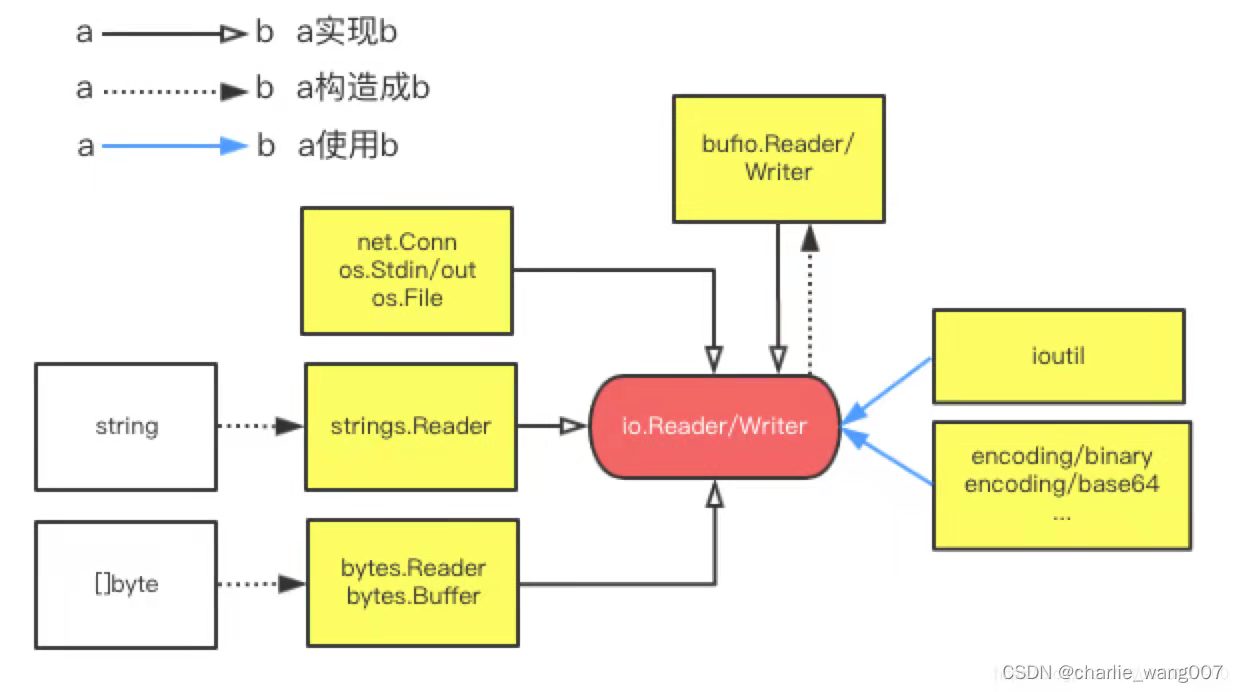 a b a实现b
a b a构造成b
a b a使用b
bufio.Reader/
Writer
net.Conn
os.Stdin/out
os.File
ioutil
string
strings.Reader
io.Reader/Writer
encoding/binary
encoding/base64
...
[]byte
bytes.Reader
bytes.Buffer
CSDN @charlie_wang007